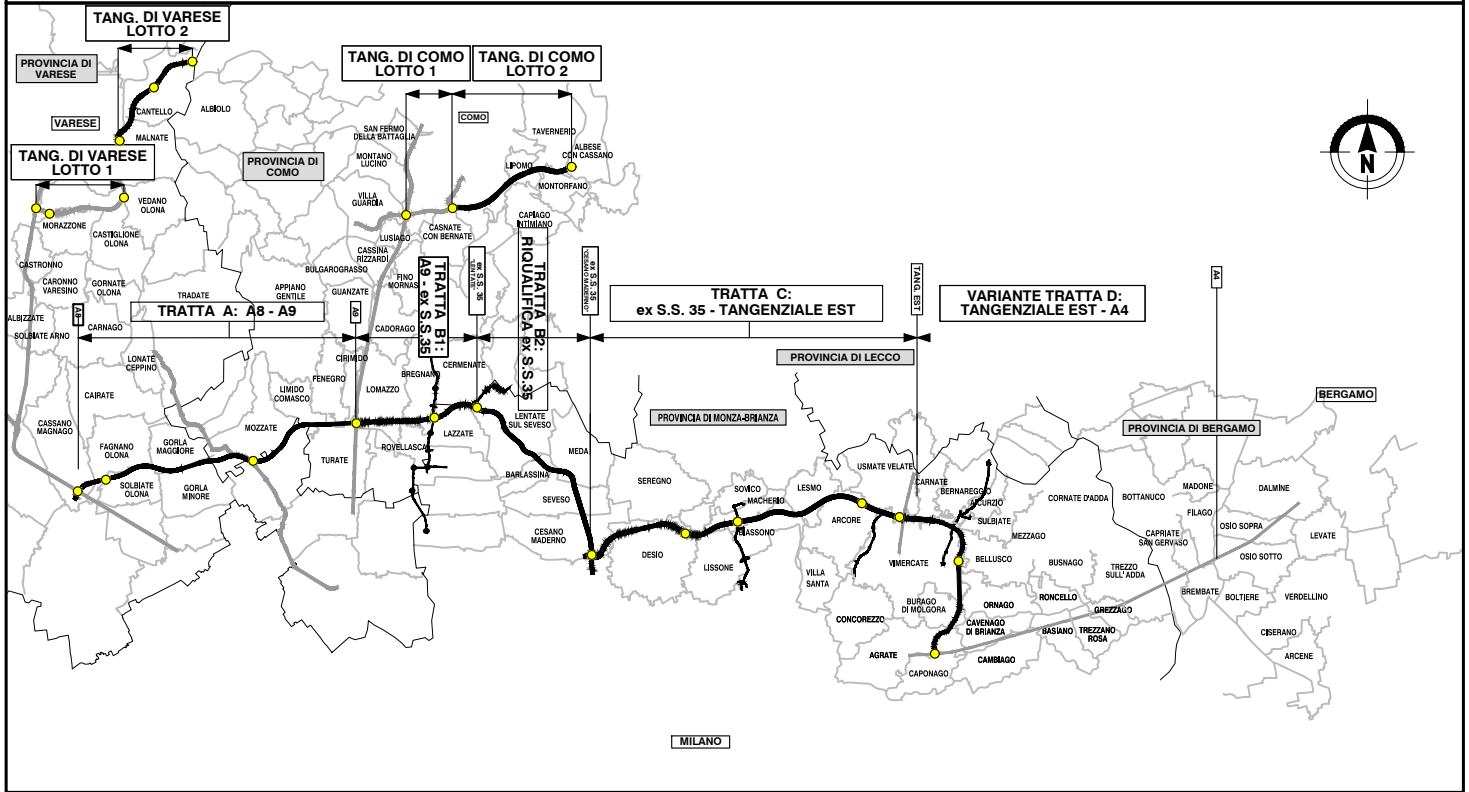 TANG. DI VARESE
LOTTO 2
PROVINCIA DI
VARESE
TANG. DI COMO
LOTTO 1
TANG. DI COMO
LOTTO 2
CANTELLO
ALBIOLO
VARESE
MALNATE
COMO
SAN FERMO
DELLA BATTAGLIA
TAVERNERIO
ALBESE
CON CASSANO
N
TANG. DI VARESE
LOTTO 1
PROVINCIA DI
COMO
MONTANO
LUCINO
LIPOMO
MONTORFANO
VEDANO
OLONA
VILLA
GUARDIA
MORAZZONE
CASTIGLIONE
OLONA
LUSIAGO
CASNATE
CON BERNATE
CAPIAGO
INTIMIANO
CASSINA
RIZZARDI
CASTRONNO
BULGAROGRASSO
CARONNO
VARESINO
GORNATE
OLONA
APPIANO
GENTILE
GUANZATE
FINO
MORNAS
TRADATE
TRATTA A: A8 - A9
A8
A9
TRATTA B1:
A9 - ex S.S.35
ex S.S. 35
"LENTATE"
TRATTA B2:
RIQUALIFICA ex S.S.35
ex S.S. 35
"CESANO MADERNO"
TRATTA C:
ex S.S. 35 - TANGENZIALE EST
TANG. EST
VARIANTE TRATTA D:
TANGENZIALE EST - A4
A4
ALBIZZATE
SOLBIATE ARNO
CARNAGO
CADORAGO
LONATE
CEPPINO
CIRIMIDO
FENEGRO
BREGNANO
CERMENATE
PROVINCIA DI LECCO
LIMIDO
COMASCO
LOMAZZO
CAIRATE
BERGAMO
CASSANO
MAGNAGO
MOZZATE
LENTATE
SUL SEVESO
PROVINCIA DI MONZA-BRIANZA
PROVINCIA DI BERGAMO
LAZZATE
FAGNANO
OLONA
GORLA
MAGGIORE
ROVELLASCA
TURATE
MEDA
USMATE VELATE
BARLASSINA
SEREGNO
CARNATE
SOLBIATE
OLONA
GORLA
MINORE
SEVESO
SOVICO
MACHERIO
LESMO
BERNAREGGIO
AICURZIO
CORNATE D'ADDA
BOTTANUCO
MADONE
DALMINE
FILAGO
ARCORE
SULBIATE
OSIO SOPRA
CESANO
MADERNO
BIASSONO
MEZZAGO
CAPRIATE
SAN GERVASO
LEVATE
DESIO
LISSONE
VIMERCATE
BELLUSCO
BUSNAGO
TREZZO
SULL'ADDA
OSIO SOTTO
VILLA
SANTA
BREMBATE
BOLTIERE
VERDELLINO
BURAGO
DI MOLGORA
ORNAGO
RONCELLO
GREZZAGO
CONCOREZZO
CAVENAGO
DI BRIANZA
BASIANO
TREZZANO
ROSA
CISERANO
AGRATE
CAMBIAGO
ARCENE
CAPONAGO
MILANO